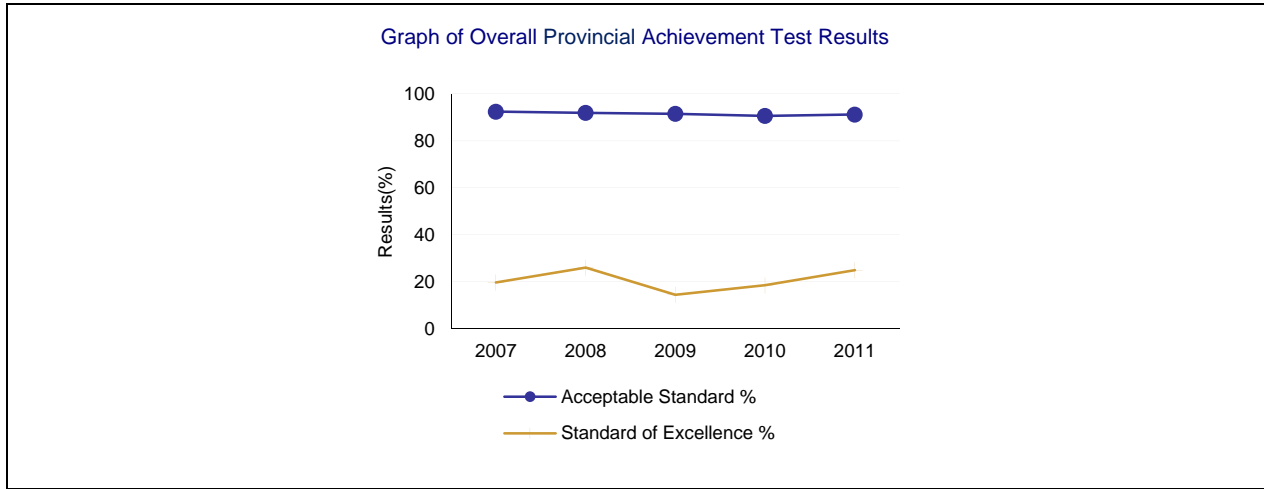 Graph of Overall Provincial Achievement Test Results
100
80
60
40
20
0
Results(%)
2007 2008 2009 2010 2011
Acceptable Standard %
Standard of Excellence %